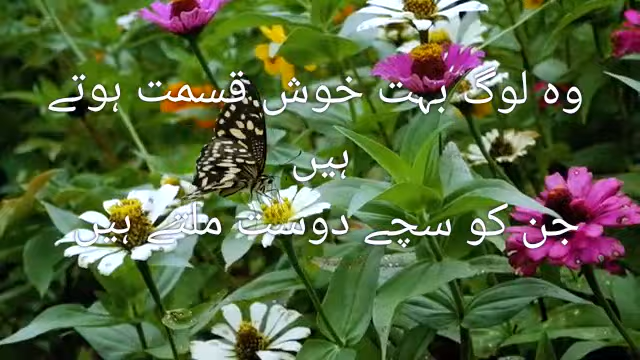 وہ لوگ بہت خوش قسمت ہوتے
ہیں
جن کو سچے دوست ملتے ہیں